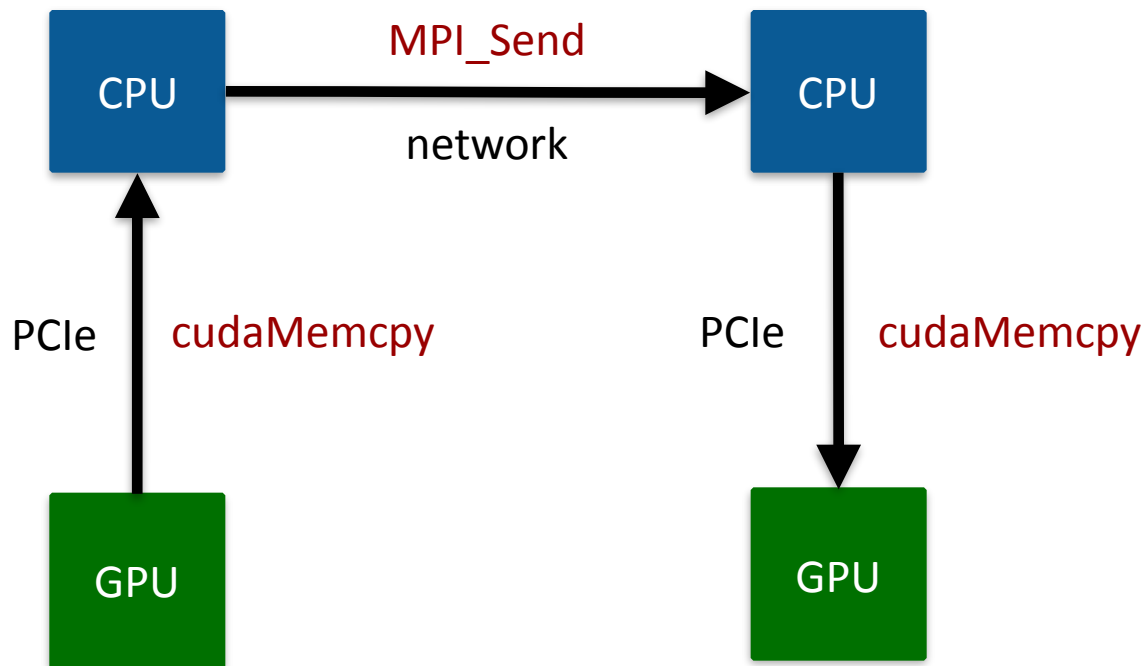 MPI_Send
CPU
CPU
network
PCIe
cudaMemcpy
PCIe
cudaMemcpy
GPU
GPU